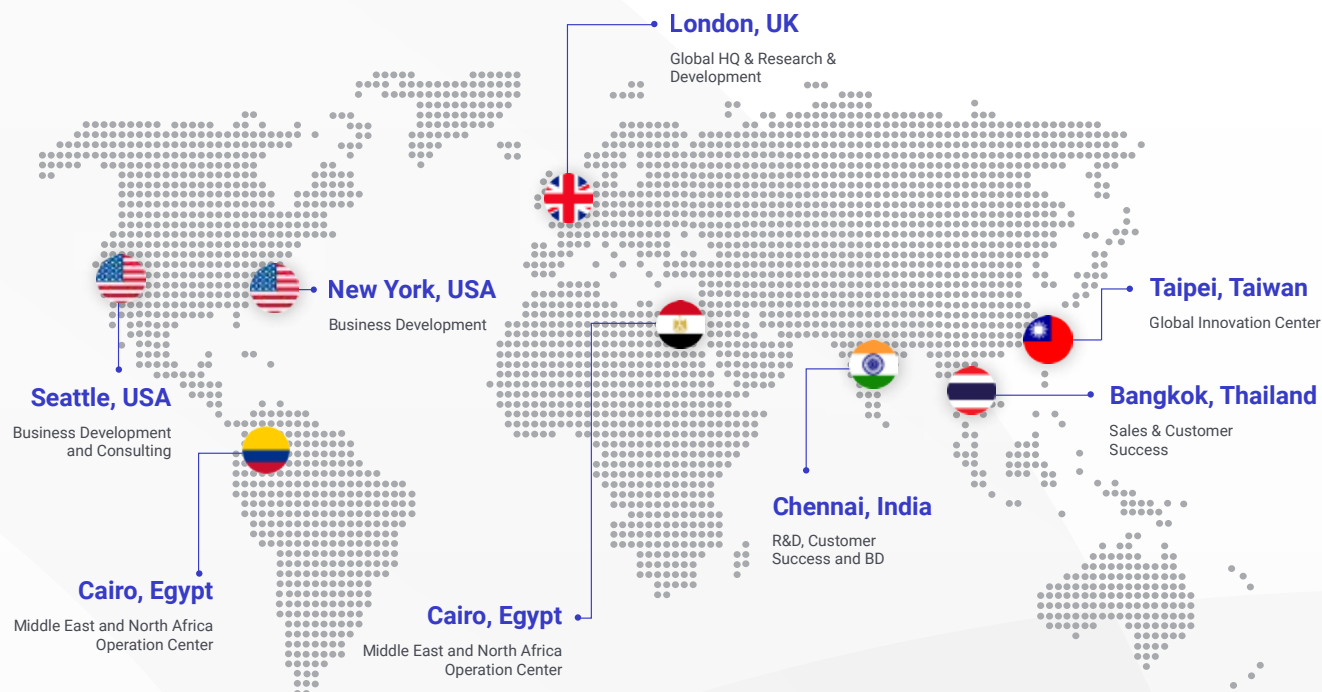 London, UK
Global HQ & Research &
Development
New York, USA
Business Development
Taipei, Taiwan
Global Innovation Center
Seattle, USA
Business Development
and Consulting
Bangkok, Thailand
Sales & Customer
Success
Chennai, India
R&D, Customer
Success and BD
Cairo, Egypt
Middle East and North Africa
Operation Center
Cairo, Egypt
Middle East and North Africa
Operation Center